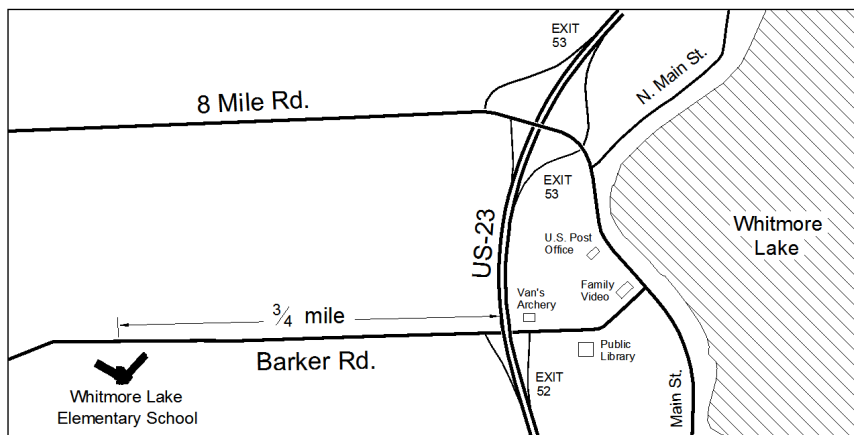 EXIT
53
N. Main St.
8 Mile Rd.
EXIT
53
US-23
Whitmore
Lake
U.S. Post
Office
Van's
Archery
Family
Video
3/4 mile
Barker Rd.
Public
Library
EXIT
52
Main St.
Whitmore Lake
Elementary School